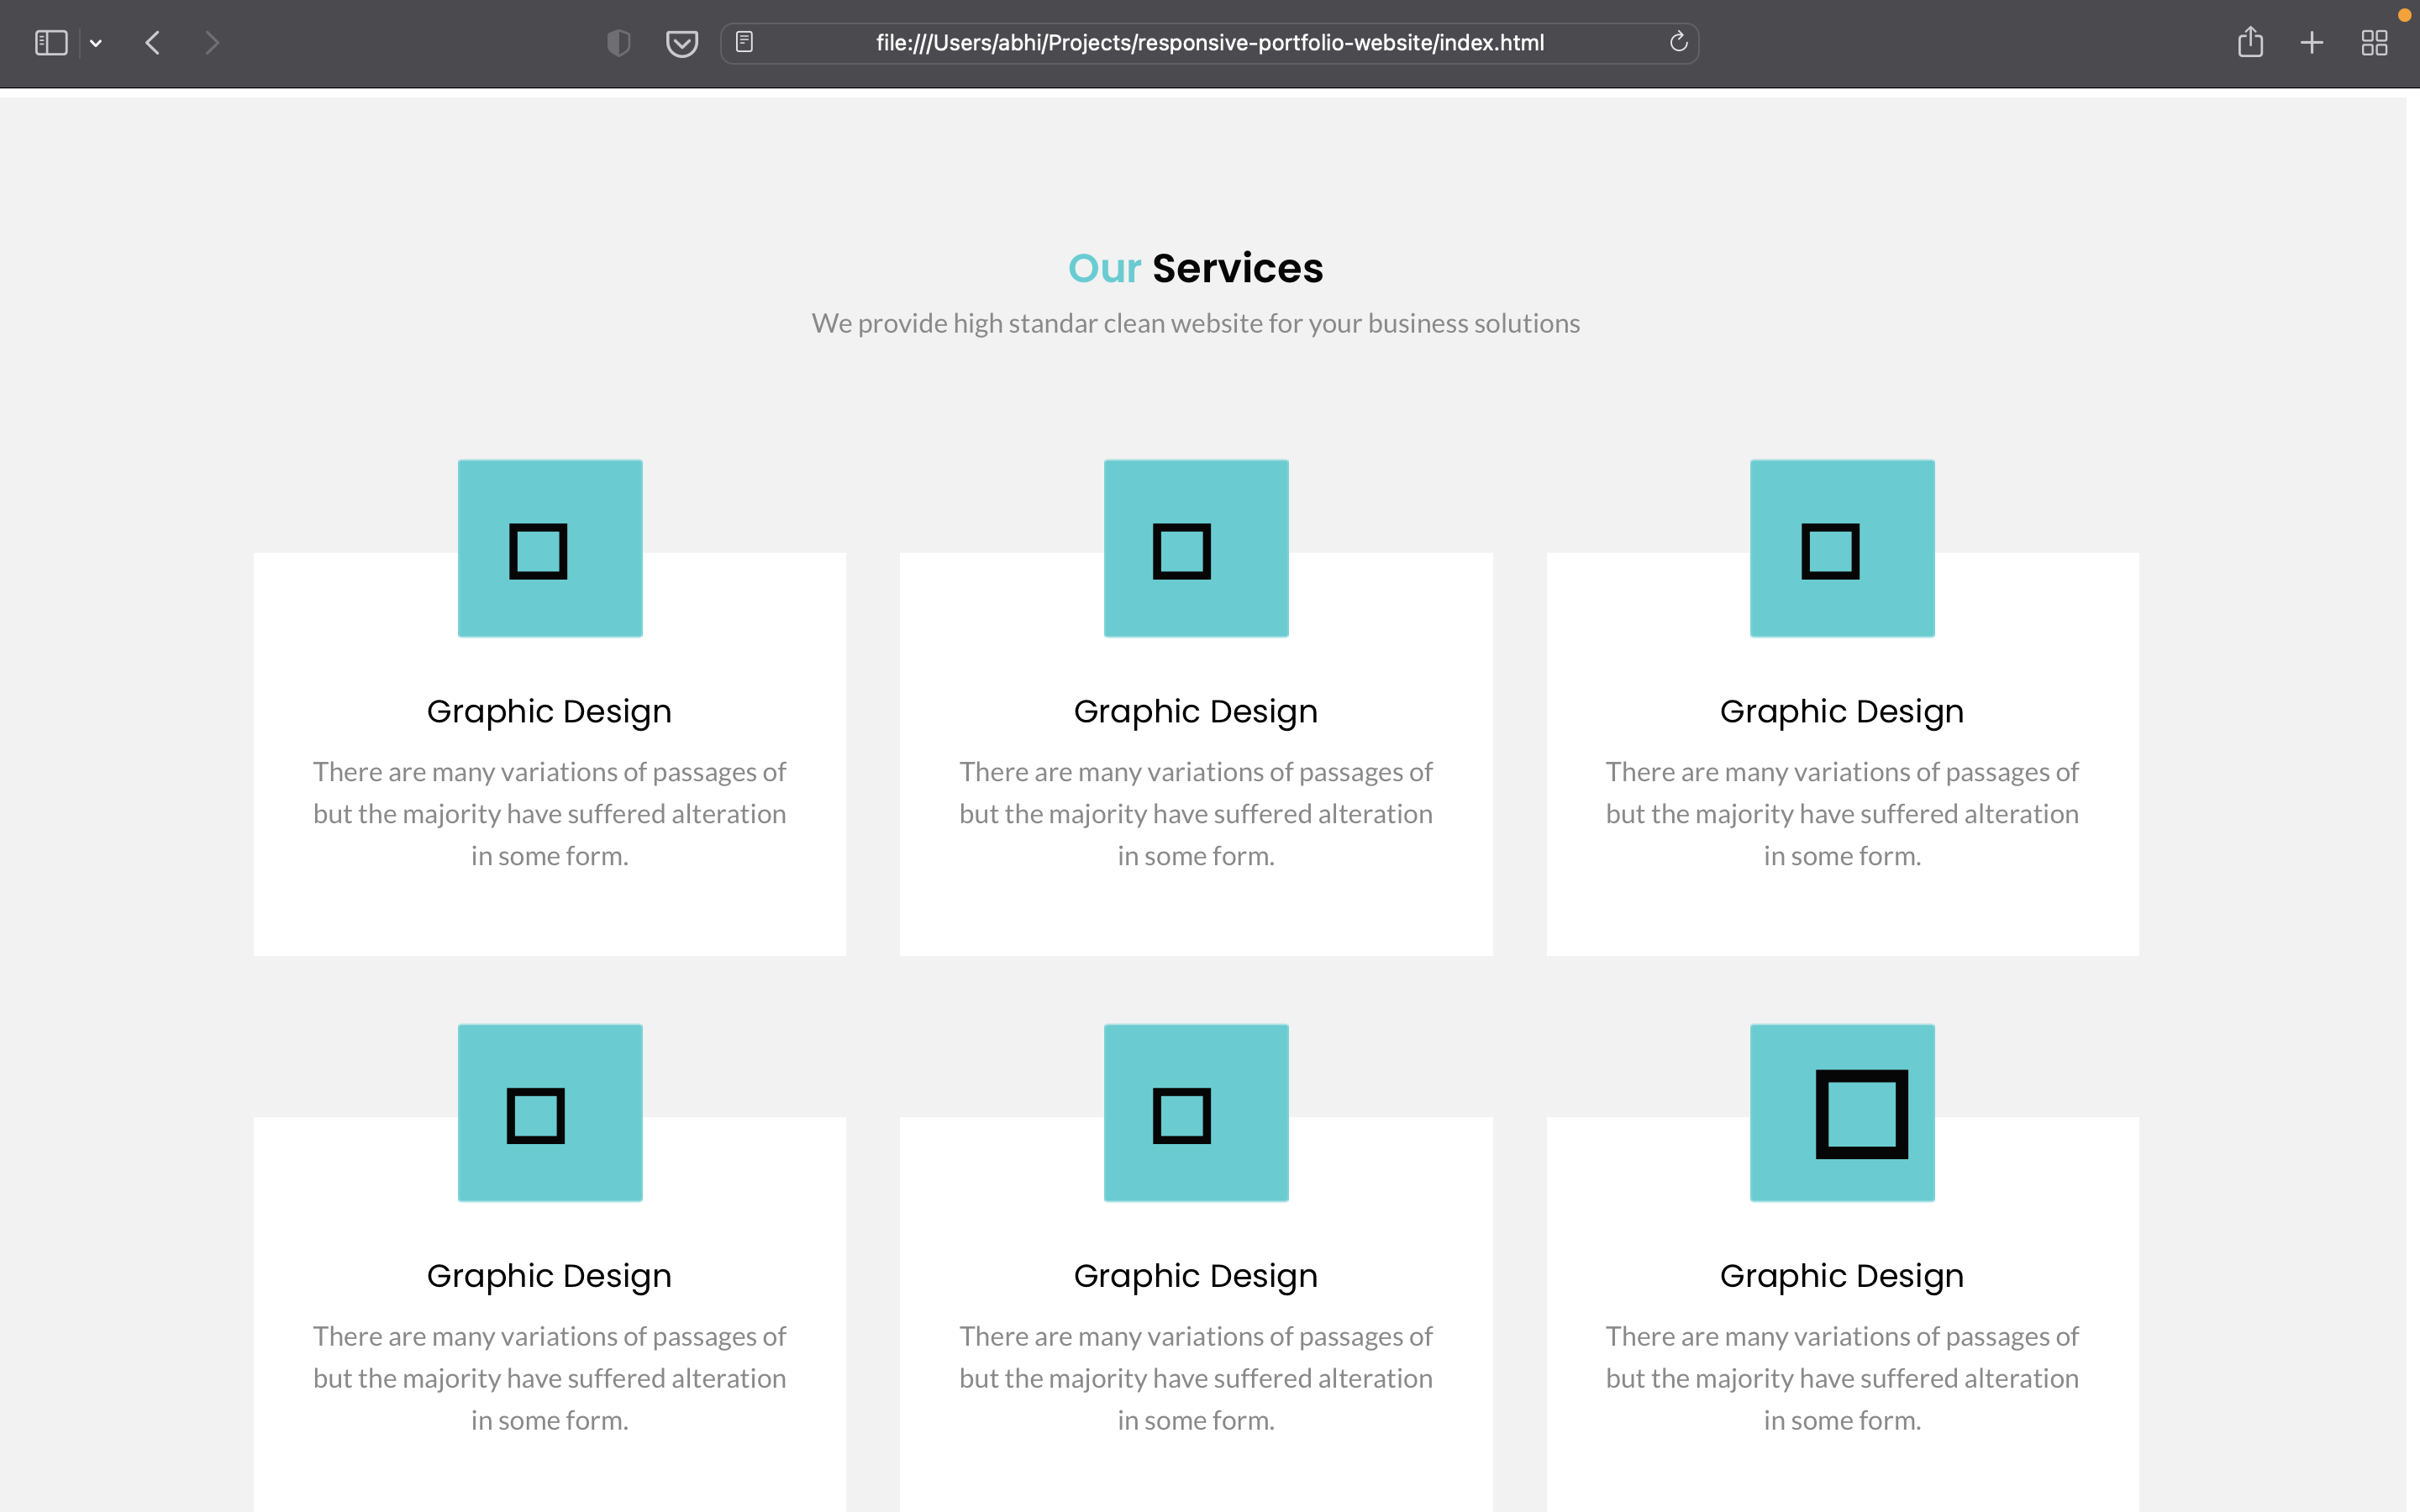 file:///Users/abhi/Projects/responsive-portfolio-website/index.html
Our Services
We provide high standar clean website for your business solutions
Graphic Design
There are many variations of passages of
but the majority have suffered alteration
in some form.
Graphic Design
There are many variations of passages of
but the majority have suffered alteration
in some form.
Graphic Design
There are many variations of passages of
but the majority have suffered alteration
in some form.
Graphic Design
There are many variations of passages of
but the majority have suffered alteration
in some form.
Graphic Design
There are many variations of passages of
but the majority have suffered alteration
in some form.
Graphic Design
There are many variations of passages of
but the majority have suffered alteration
in some form.